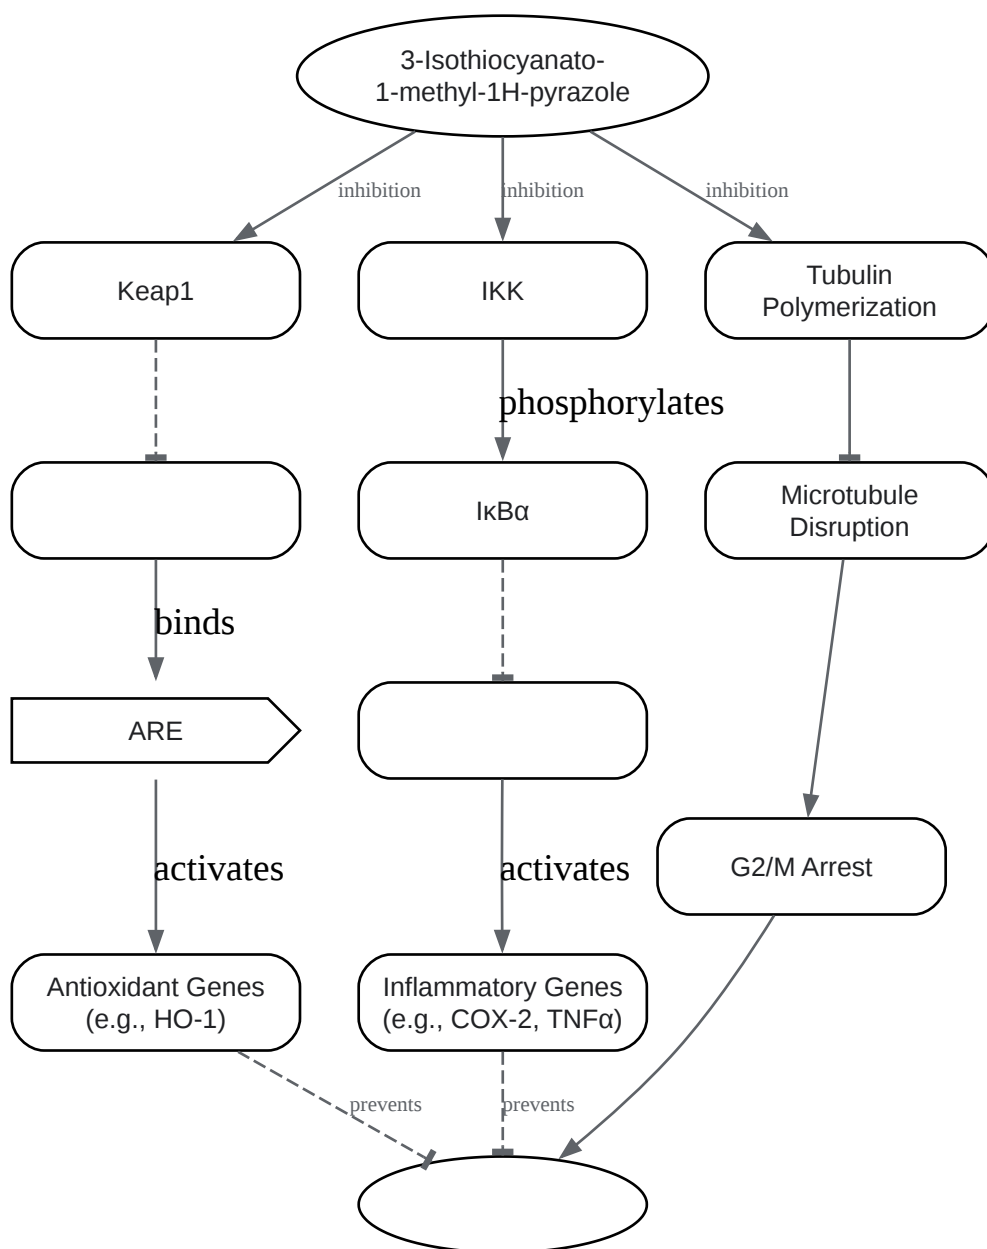 3-Isothiocyanato-
1-methyl-1H-pyrazole
inhibition
inhibition
inhibition
Keap1
IKK
Tubulin
Polymerization
phosphorylates
IκBα
Microtubule
Disruption
binds
ARE
activates
activates
G2/M Arrest
Antioxidant Genes
(e.g., HO-1)
Inflammatory Genes
(e.g., COX-2, TNFα)
prevents
prevents